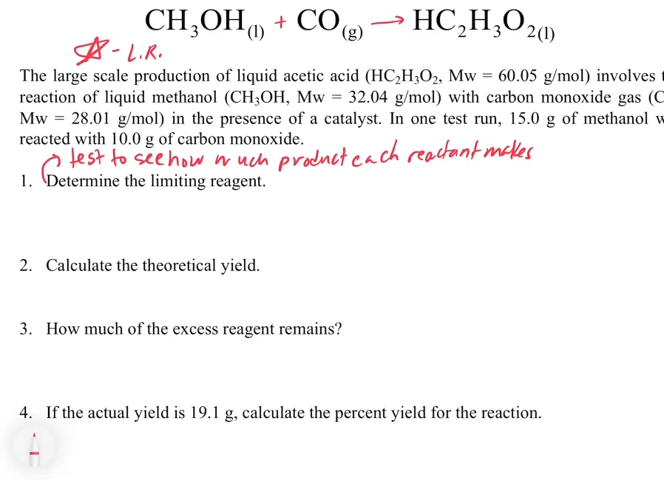 CH₃OH(l) + CO(g) → HC₂H₃O₂(l)
☆ - L.R.
The large scale production of liquid acetic acid (HC₂H₃O₂, Mw = 60.05 g/mol) involves t
reaction of liquid methanol (CH₃OH, Mw = 32.04 g/mol) with carbon monoxide gas (C
Mw = 28.01 g/mol) in the presence of a catalyst. In one test run, 15.0 g of methanol w
reacted with 10.0 g of carbon monoxide.
test to see how much product each reactant makes
1. Determine the limiting reagent.
2. Calculate the theoretical yield.
3. How much of the excess reagent remains?
4. If the actual yield is 19.1 g, calculate the percent yield for the reaction.